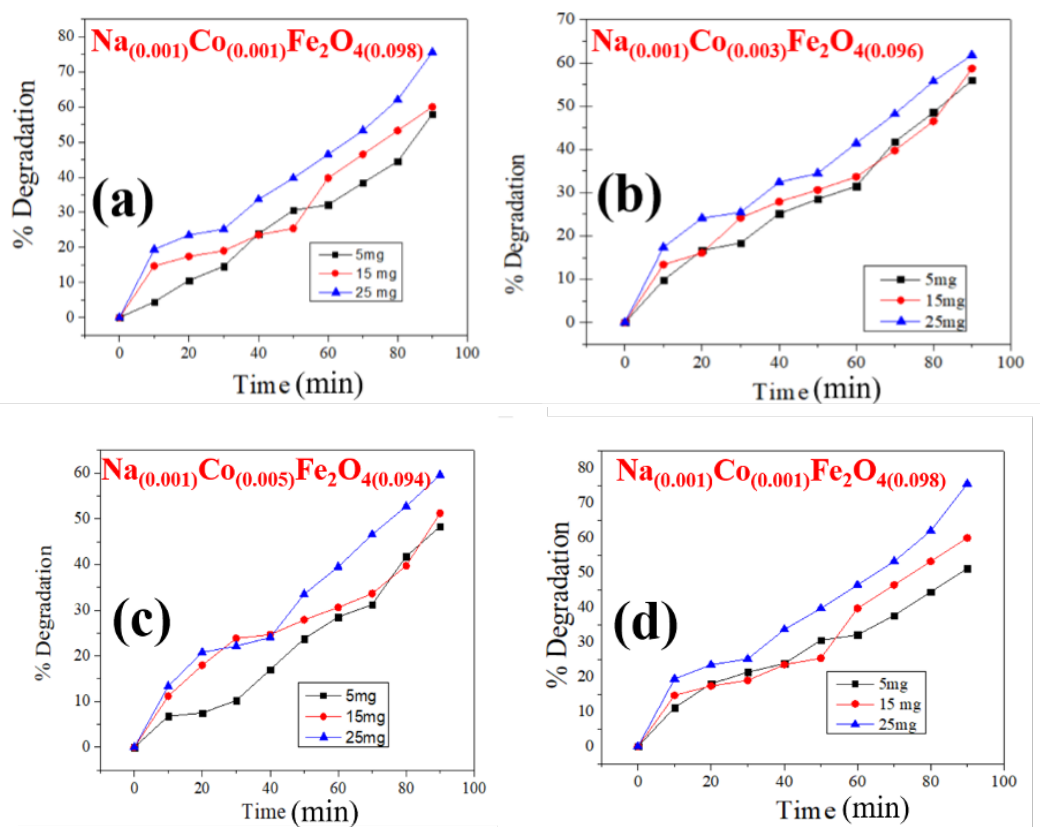 Na(0.001)Co(0.001)Fe2O4(0.098)
% Degradation
80
70
60
50
40
30
20
10
0
(a)
5mg
15 mg
25 mg
0 20 40 60 80 100
Time (min)
Na(0.001)Co(0.003)Fe2O4(0.096)
% Degradation
70
60
50
40
30
20
10
0
(b)
5mg
15mg
25mg
0 20 40 60 80 100
Time (min)
Na(0.001)Co(0.005)Fe2O4(0.094)
% Degradation
60
50
40
30
20
10
0
(c)
5mg
15mg
25mg
0 20 40 60 80 100
Time (min)
Na(0.001)Co(0.001)Fe2O4(0.098)
% Degradation
80
70
60
50
40
30
20
10
0
(d)
5mg
15 mg
25mg
0 20 40 60 80 100
Time (min)